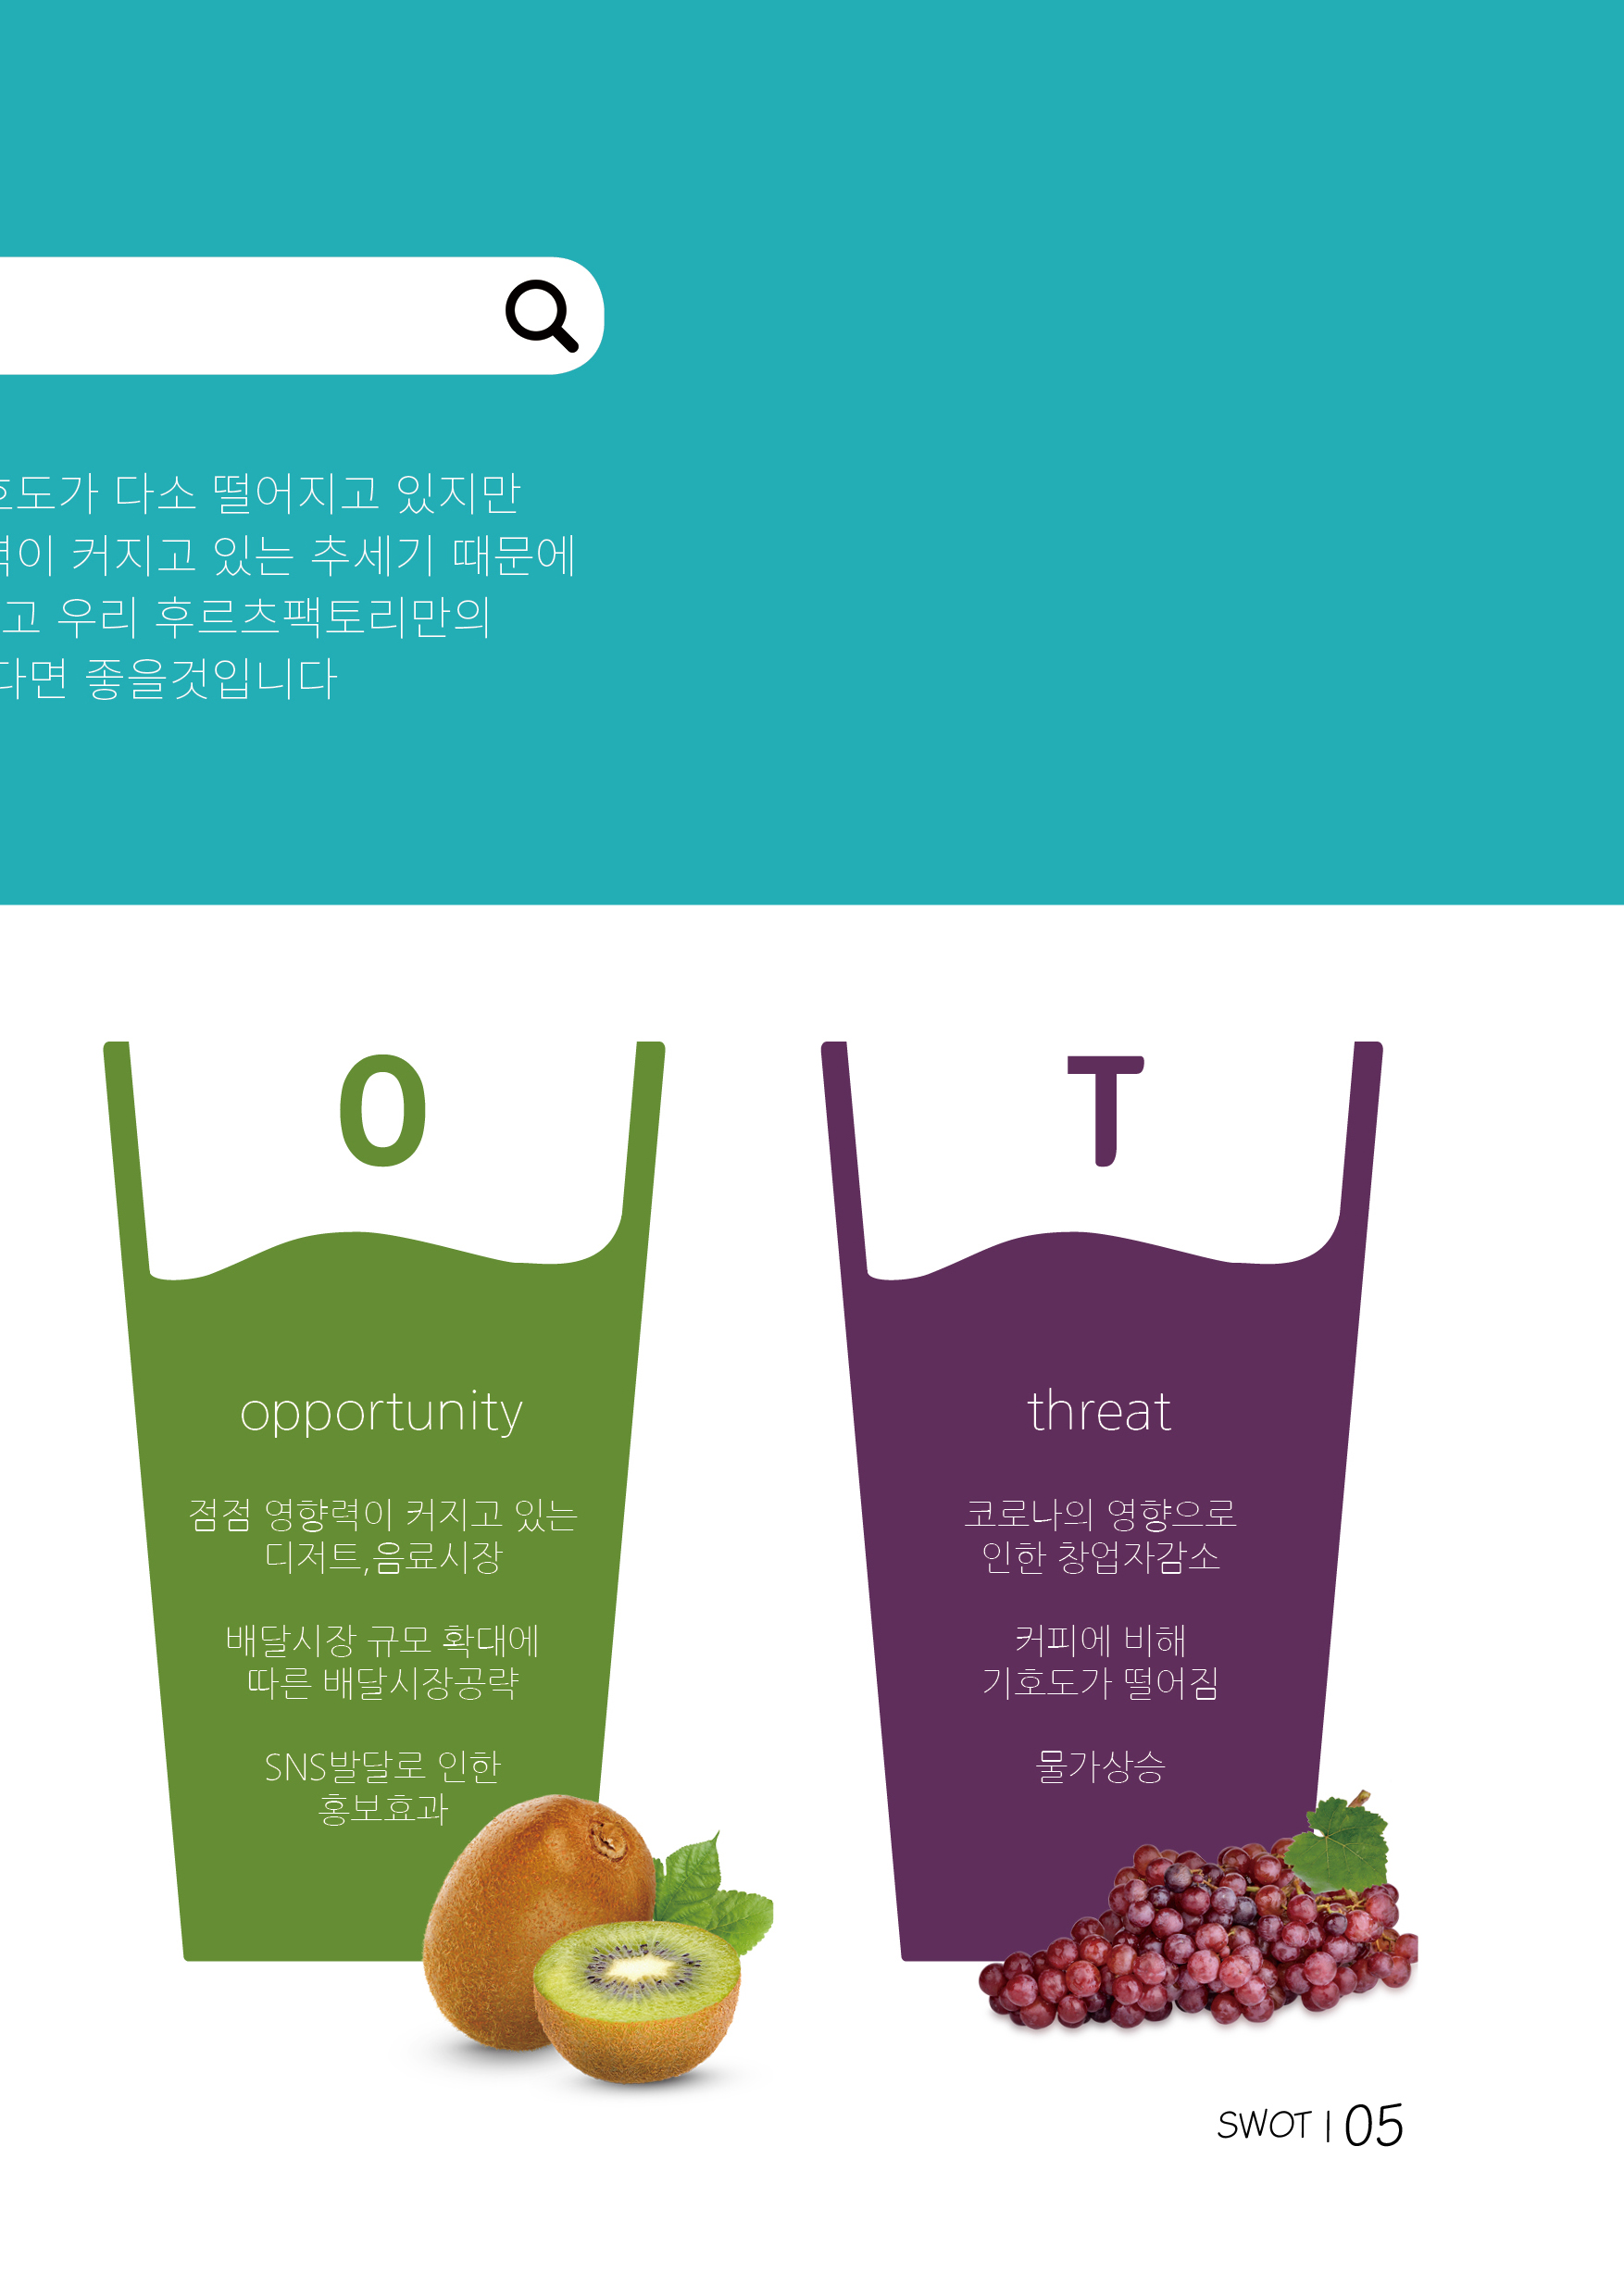 호도가 다소 떨어지고 있지만
력이 커지고 있는 추세기 때문에
고 우리 후르츠팩토리만의
다면 좋을것입니다
O
opportunity
점점 영향력이 커지고 있는
디저트,음료시장
배달시장 규모 확대에
따른 배달시장공략
SNS발달로 인한
홍보효과
T
threat
코로나의 영향으로
인한 창업자감소
커피에 비해
기호도가 떨어짐
물가상승
SWOT | 05